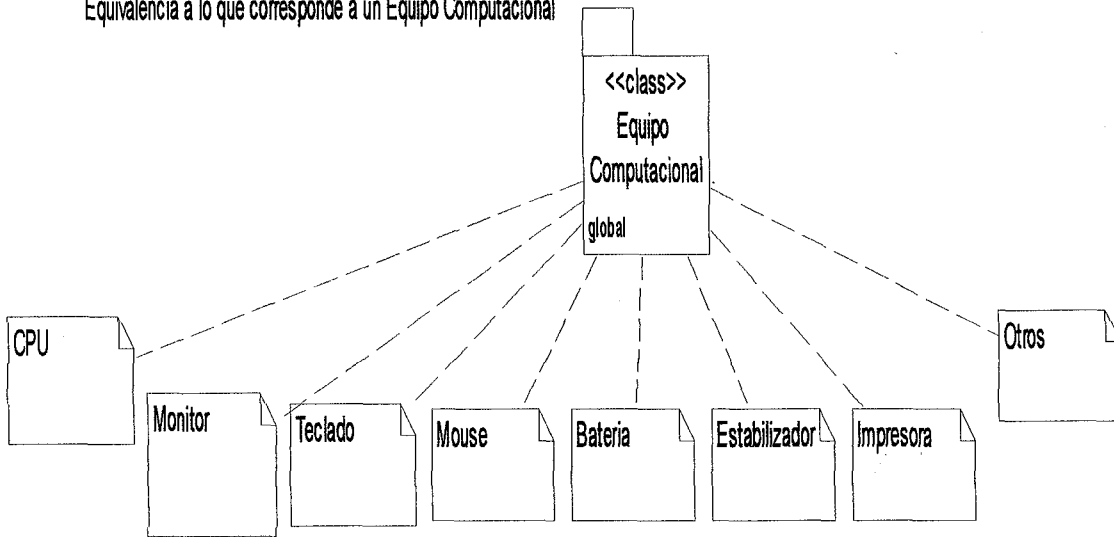 Equivalencia a lo que corresponde a un Equipo Computacional
<<class>>
Equipo
Computacional
global
CPU
Monitor
Teclado
Mouse
Bateria
Estabilizador
Impresora
Otros